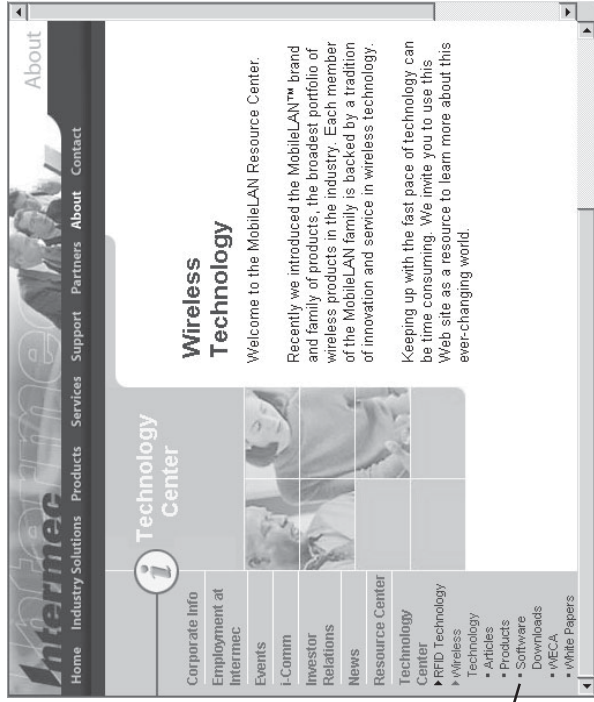 Intermec
About
Home Industry Solutions Products Services Support Partners About Contact
Technology
Center
Corporate Info
Employment at
Intermec
Events
i-Comm
Investor
Relations
News
Resource Center
Technology
Center
RFID Technology
Wireless
Technology
Articles
Products
Software
Downloads
WECA
White Papers
Wireless
Technology
Welcome to the MobileLAN Resource Center.
Recently we introduced the MobileLAN™ brand
and family of products, the broadest portfolio of
wireless products in the industry. Each member
of the MobileLAN family is backed by a tradition
of innovation and service in wireless technology.
Keeping up with the fast pace of technology can
be time consuming. We invite you to use this
Web site as a resource to learn more about this
ever-changing world.